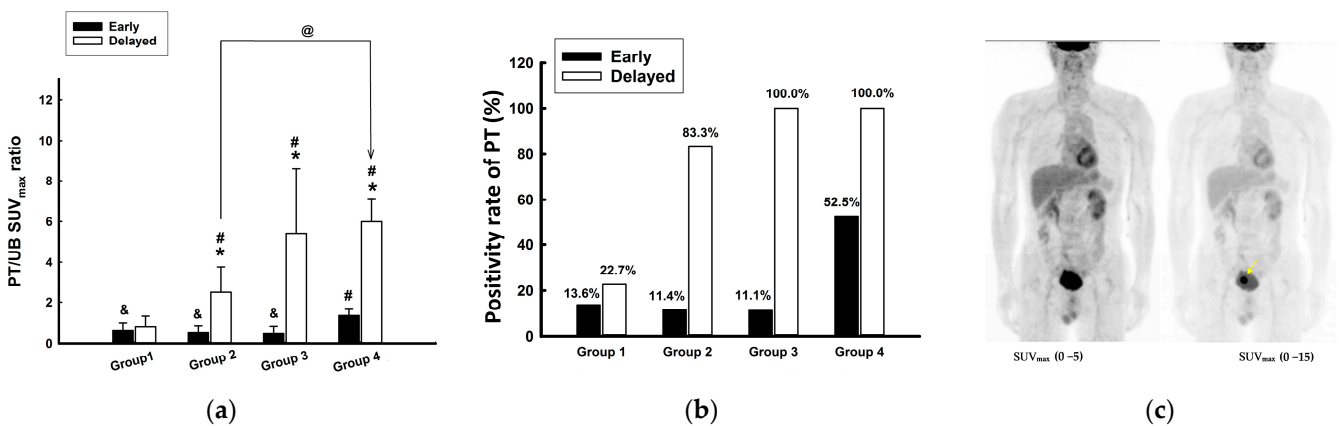 Early
Delayed
@
PT/UB SUVmax ratio
12
10
8
6
4
2
0
&
&
#
*
&
#
*
#
#
*
Group1
Group 2
Group 3
Group 4
(a)
Early
Delayed
Positivity rate of PT (%)
120
100
80
60
40
20
0
13.6%
22.7%
11.4%
83.3%
11.1%
100.0%
52.5%
100.0%
Group 1
Group 2
Group 3
Group 4
(b)
SUVmax (0 –5)
SUVmax (0 –15)
(c)